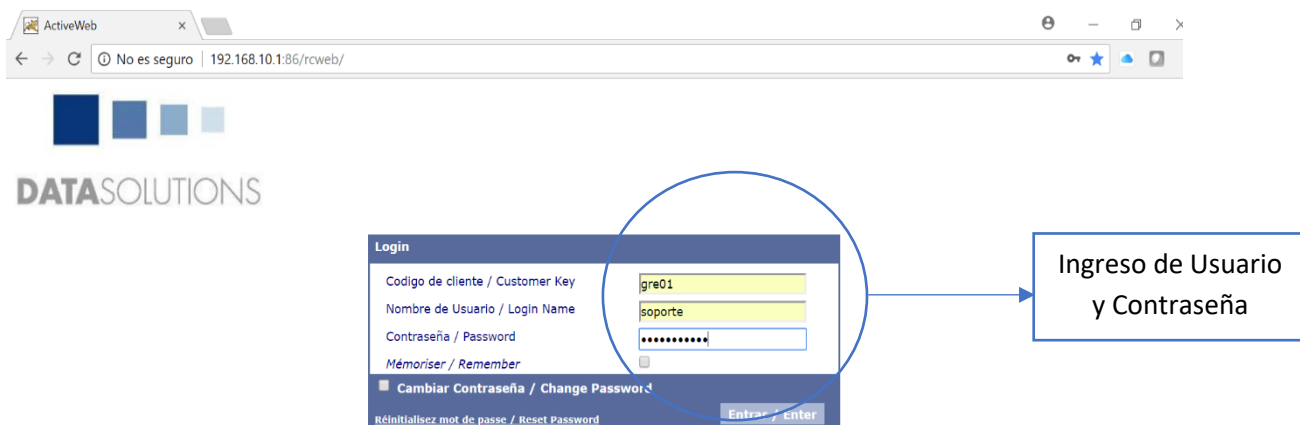 ActiveWeb
No es seguro 192.168.10.1:86/rcweb/
DATASOLUTIONS
Login
Codigo de cliente / Customer Key gre01
Nombre de Usuario / Login Name soporte
Contraseña / Password •••••••••••
Mémoriser / Remember
Cambiar Contraseña / Change Password
Réinitialisez mot de passe / Reset Password Entrar / Enter
Ingreso de Usuario
y Contraseña